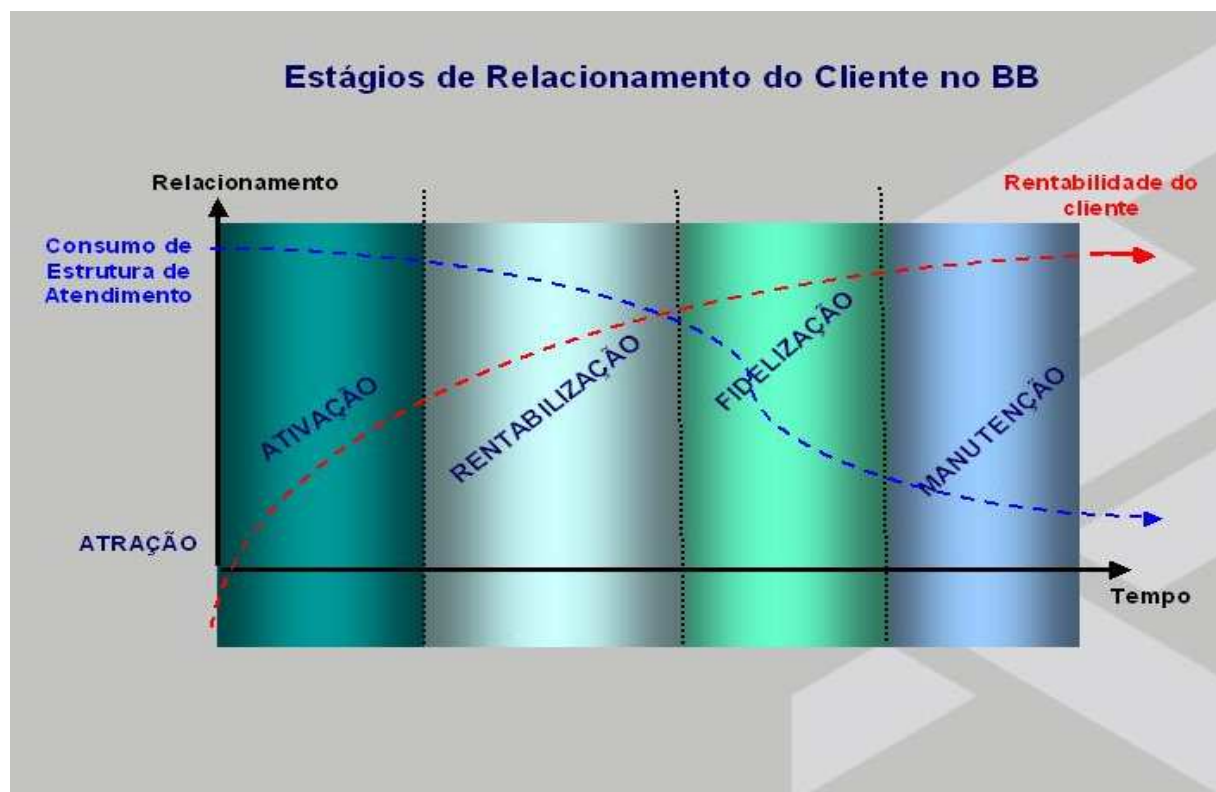 Estágios de Relacionamento do Cliente no BB
Relacionamento
Rentabilidade do
cliente
Consumo de
Estrutura de
Atendimento
ATIVAÇÃO
RENTABILIZAÇÃO
FIDELIZAÇÃO
MANUTENÇÃO
ATRAÇÃO
Tempo